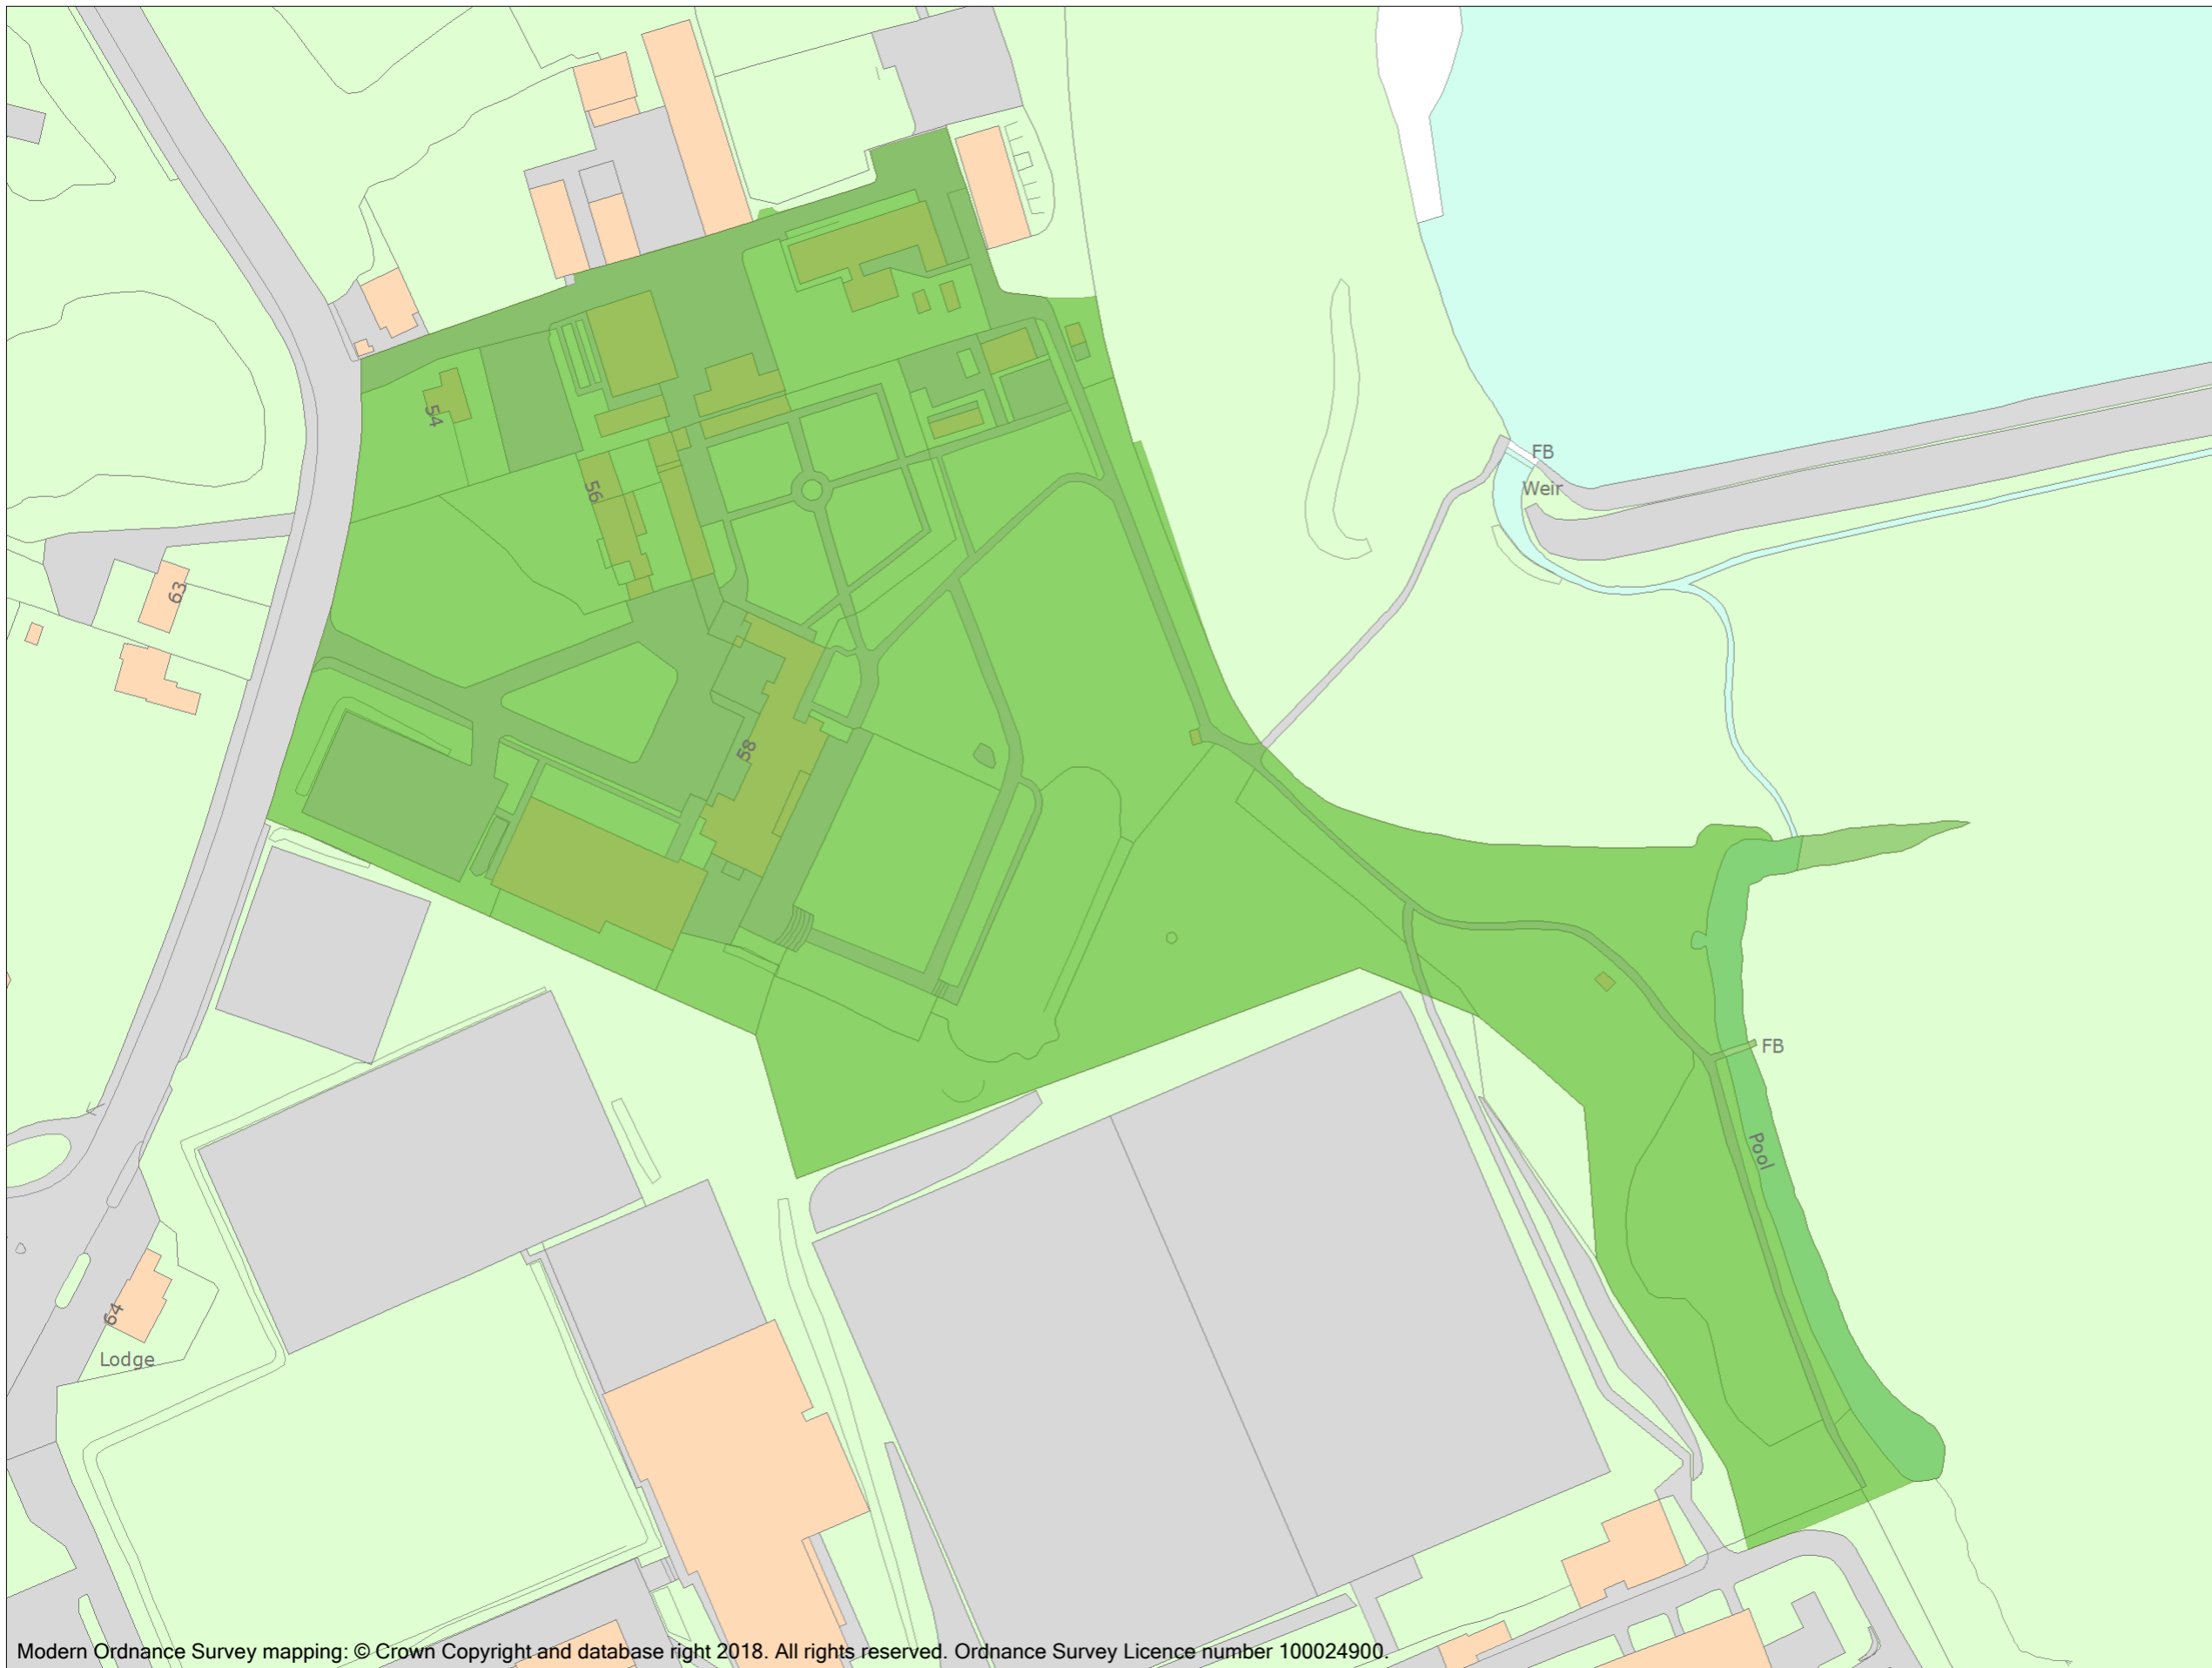 54
FB
Weir
56
63
58
FB
Pool
64
Lodge
Modern Ordnance Survey mapping: © Crown Copyright and database right 2018. All rights reserved. Ordnance Survey Licence number 100024900.